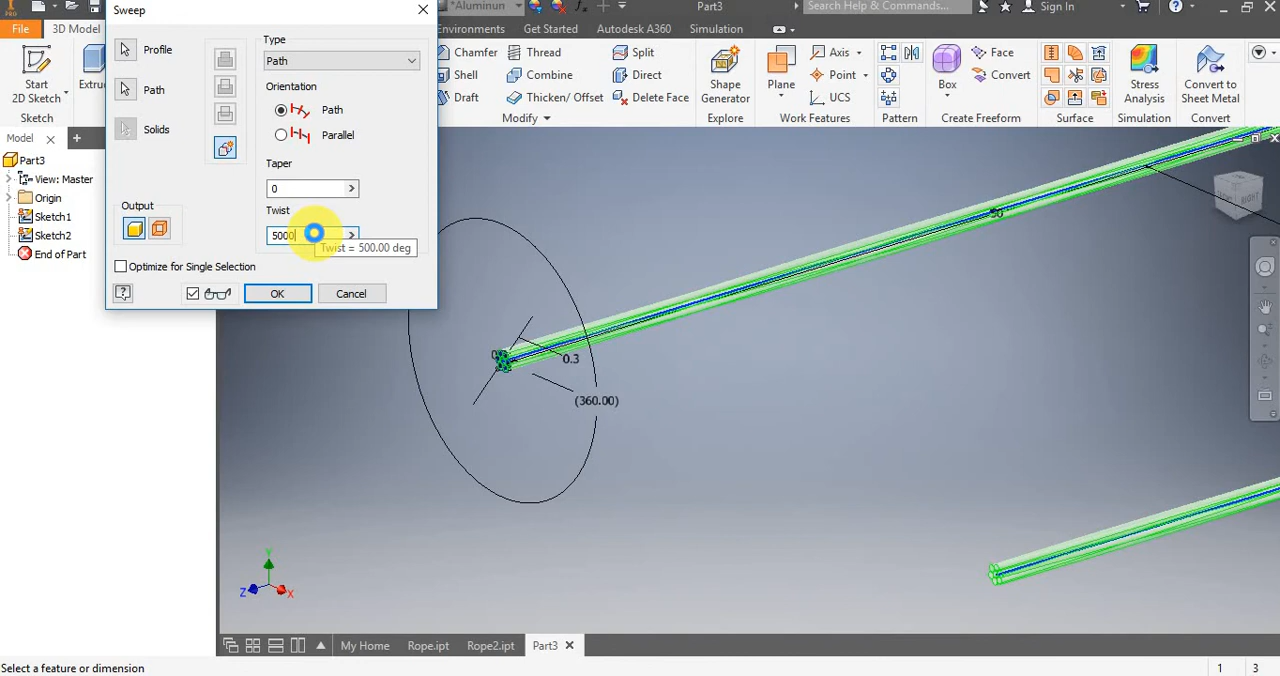 Sweep
Profile
Path
Solids
Output
Type
Path
Orientation
Path
Parallel
Taper
0
Twist
5000
Twist = 500.00 deg
Optimize for Single Selection
OK
Cancel
PRO
*Aluminun
Part3
Search Help & Commands...
Sign In
File
3D Model
Environments
Get Started
Autodesk A360
Simulation
Start
2D Sketch
Sketch
Extru
Chamfer
Shell
Draft
Thread
Combine
Thicken/ Offset
Split
Direct
Delete Face
Modify
Shape
Generator
Explore
Plane
Axis
Point
UCS
Work Features
Pattern
Box
Face
Convert
Create Freeform
Surface
Stress
Analysis
Simulation
Convert to
Sheet Metal
Convert
Model
Part3
View: Master
Origin
Sketch1
Sketch2
End of Part
50
0.3
(360.00)
RIGHT
Y
Z
X
My Home
Rope.ipt
Rope2.ipt
Part3
Select a feature or dimension
1
3